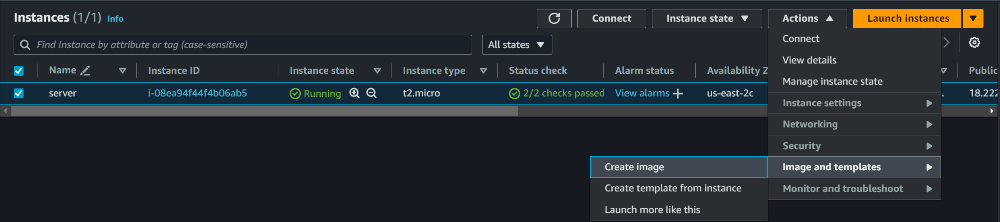 Instances (1/1) Info Connect Instance state Actions Launch instances
Connect
Find Instance by attribute or tag (case-sensitive) All states
View details
Name Instance ID Instance state Instance type Status check Alarm status Availability Z Public
Manage instance state
server i-08ea94f44f4b06ab5 Running t2.micro 2/2 checks passed View alarms us-east-2c 18.222
Instance settings
Networking
Security
Image and templates
Create image
Create template from instance
Launch more like this
Monitor and troubleshoot